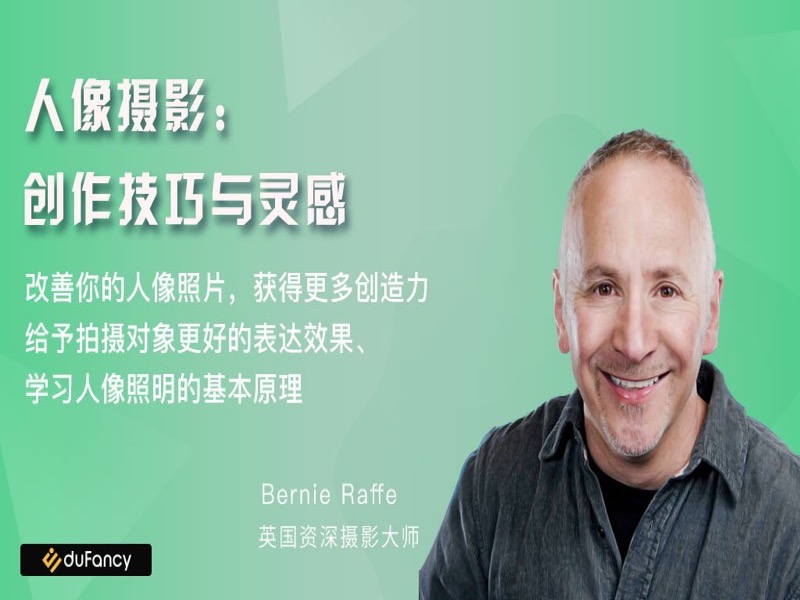 人像摄影：
创作技巧与灵感
改善你的人像照片，获得更多创造力
给予拍摄对象更好的表达效果、
学习人像照明的基本原理
Bernie Raffe
英国资深摄影大师
duFancy